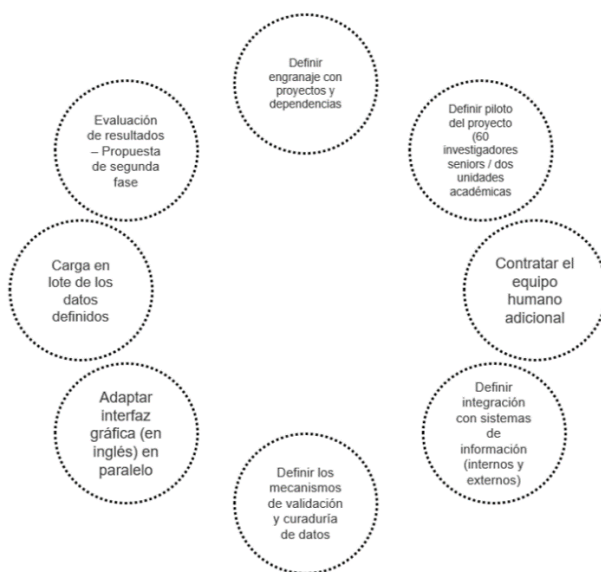 Definir
engranaje con
proyectos y
dependencias
Definir piloto
del proyecto
(60
investigadores
seniors / dos
unidades
académicas
Contratar el
equipo
humano
adicional
Definir
integración
con sistemas
de
información
(internos y
externos)
Definir los
mecanismos
de validación
y curaduría
de datos
Adaptar
interfaz
gráfica (en
inglés) en
paralelo
Carga en
lote de los
datos
definidos
Evaluación
de resultados
– Propuesta
de segunda
fase